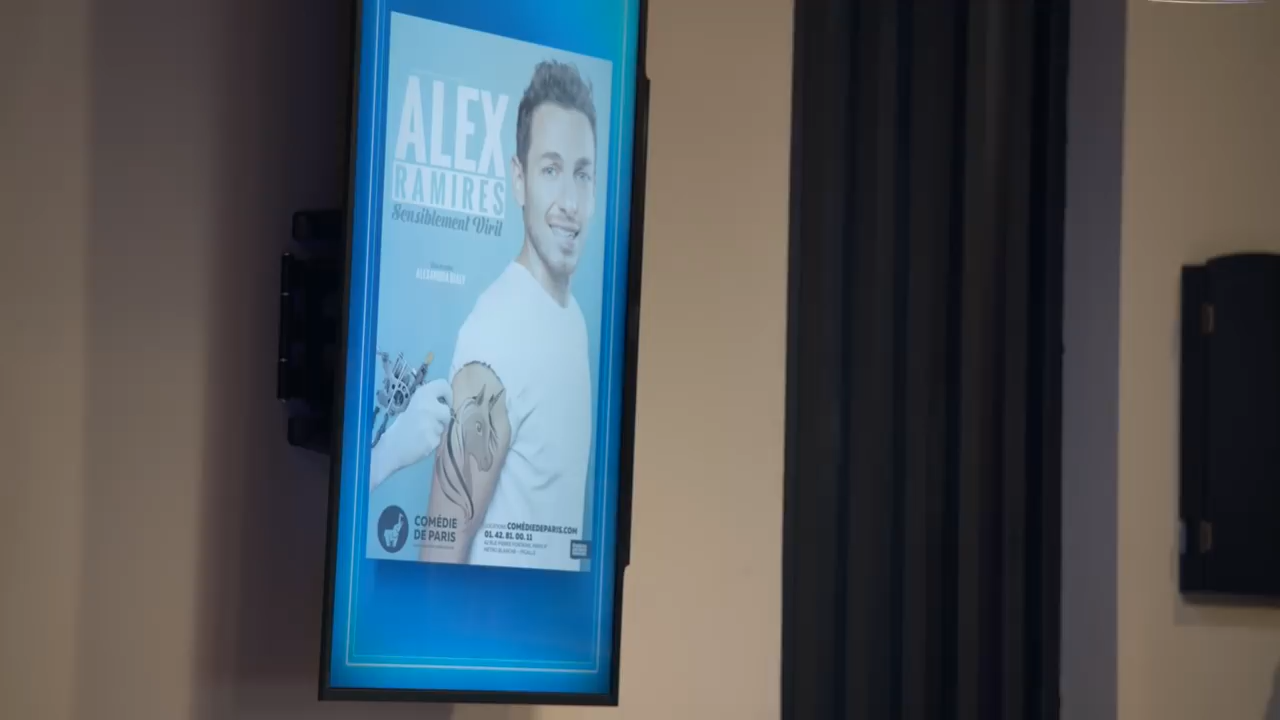 ALEX
RAMIRES
Sensiblement Viril
COMÉDIE
DE PARIS
COMEDIEDEPARIS.COM
01. 42. 81. 00. 11